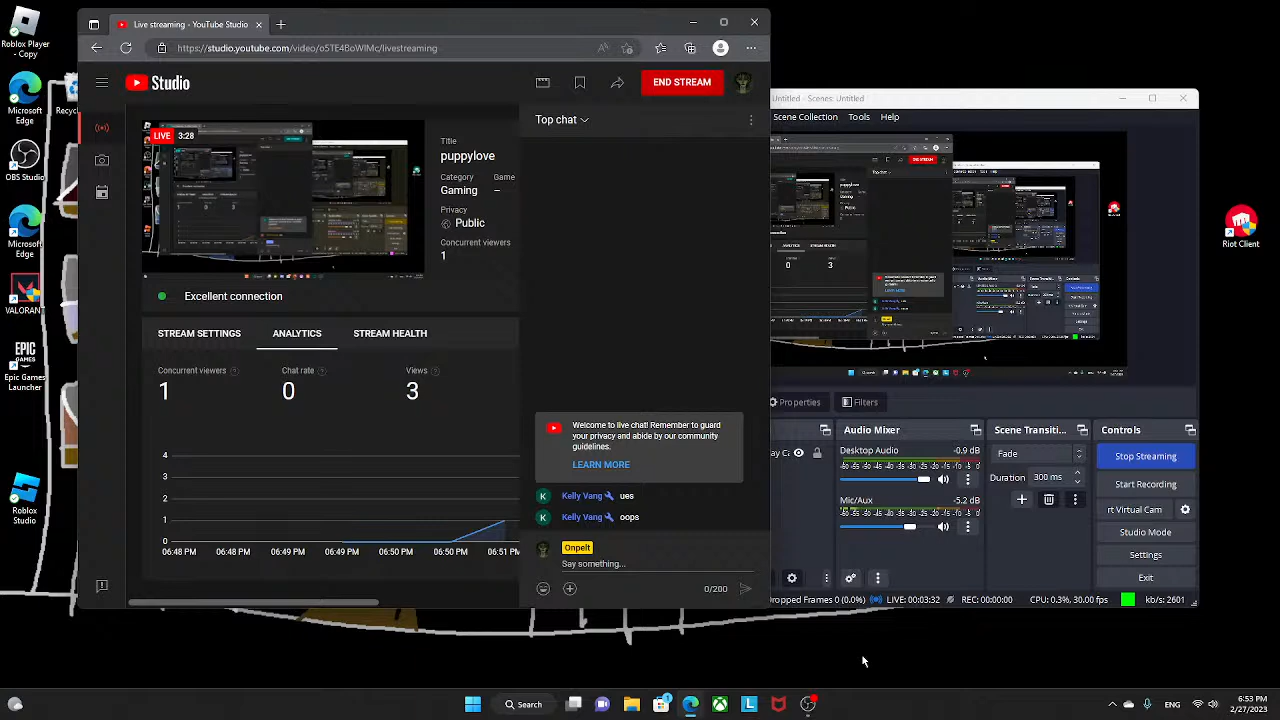 Roblox Player
- Copy
Microsoft
Edge
OBS Studio
Microsoft
Edge
VALORANT
Epic Games
Launcher
Roblox
Studio
Live streaming - YouTube Studio
https://studio.youtube.com/video/o5TE4BoWIMc/livestreaming
Studio
END STREAM
LIVE 3:28
Title
puppylove
Category Game
Gaming –
Privacy
Public
Concurrent viewers
1
Excellent connection
STREAM SETTINGS ANALYTICS STREAM HEALTH
Concurrent viewers Chat rate Views
1 0 3
4
3
2
1
0
06:48 PM 06:48 PM 06:49 PM 06:49 PM 06:50 PM 06:50 PM 06:51 PM
Top chat
Welcome to live chat! Remember to guard
your privacy and abide by our community
guidelines.
LEARN MORE
K Kelly Vang ues
K Kelly Vang oops
Onpelt
Say something...
0/200
Untitled - Scenes: Untitled
Scene Collection Tools Help
Properties Filters
Audio Mixer
Desktop Audio -0.9 dB
Mic/Aux -5.2 dB
Scene Transiti...
Fade
Duration 300 ms
Controls
Stop Streaming
Start Recording
rt Virtual Cam
Studio Mode
Settings
Exit
ropped Frames 0 (0.0%) LIVE: 00:03:32 REC: 00:00:00 CPU: 0.3%, 30.00 fps kb/s: 2601
Riot Client
Search
ENG
6:53 PM
2/27/2023